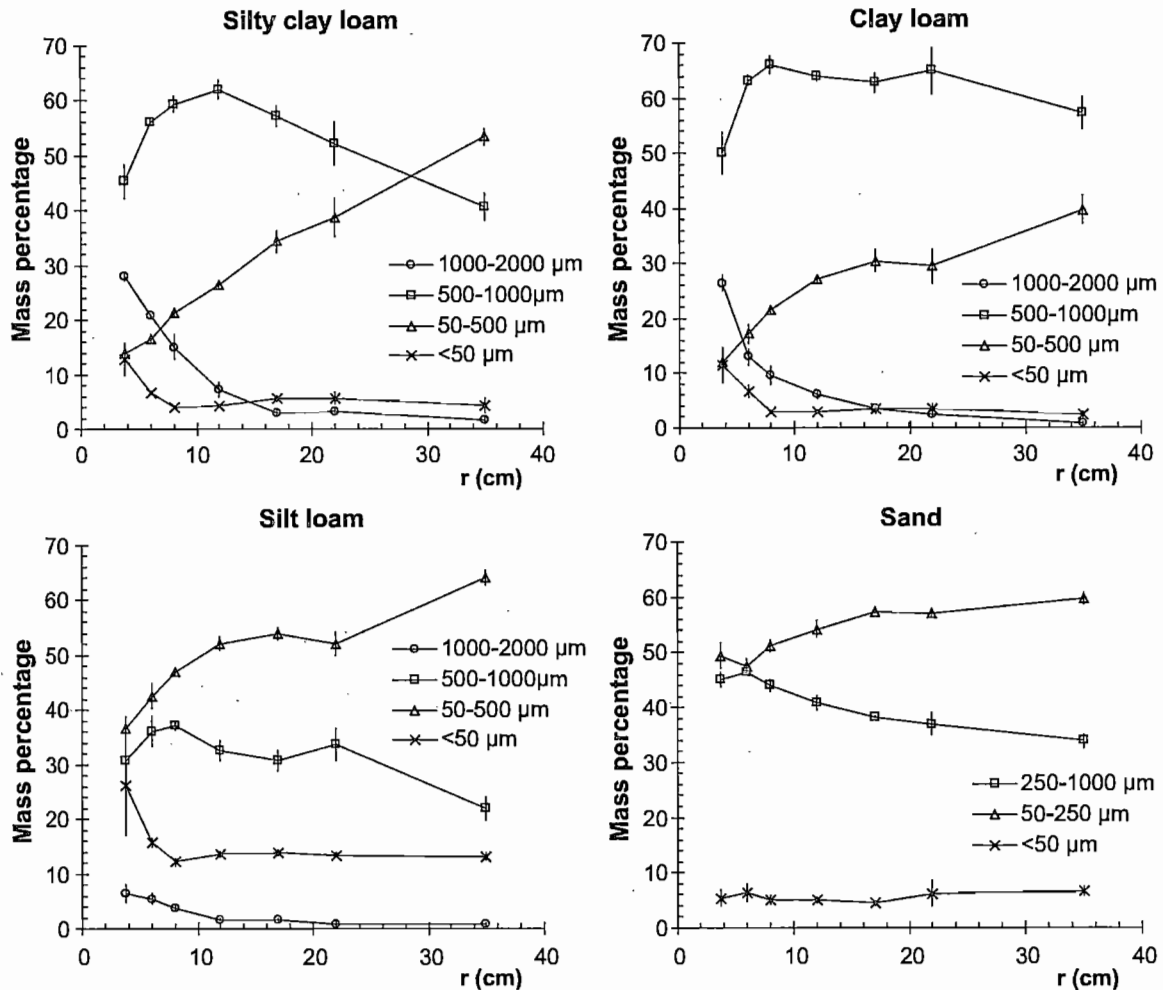 Silty clay loam
70
60
50
40
30
20
10
0
Mass percentage
1000-2000 µm
500-1000µm
50-500 µm
<50 µm
0 10 20 30 40
r (cm)
Clay loam
70
60
50
40
30
20
10
0
Mass percentage
1000-2000 µm
500-1000µm
50-500 µm
<50 µm
0 10 20 30 40
r (cm)
Silt loam
70
60
50
40
30
20
10
0
Mass percentage
1000-2000 µm
500-1000µm
50-500 µm
<50 µm
0 10 20 30 40
r (cm)
Sand
70
60
50
40
30
20
10
0
Mass percentage
250-1000 µm
50-250 µm
<50 µm
0 10 20 30 40
r (cm)